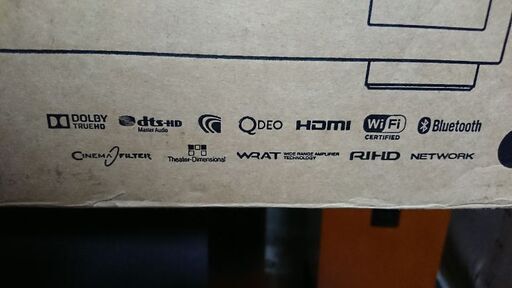 DOLBY TRUEHD dts-HD Master Audio QDEO HDMI WiFi CERTIFIED Bluetooth
CINEMA FILTER Theater-Dimensional WRAT WIDE RANGE AMPLIFIER TECHNOLOGY RIHD NETWORK